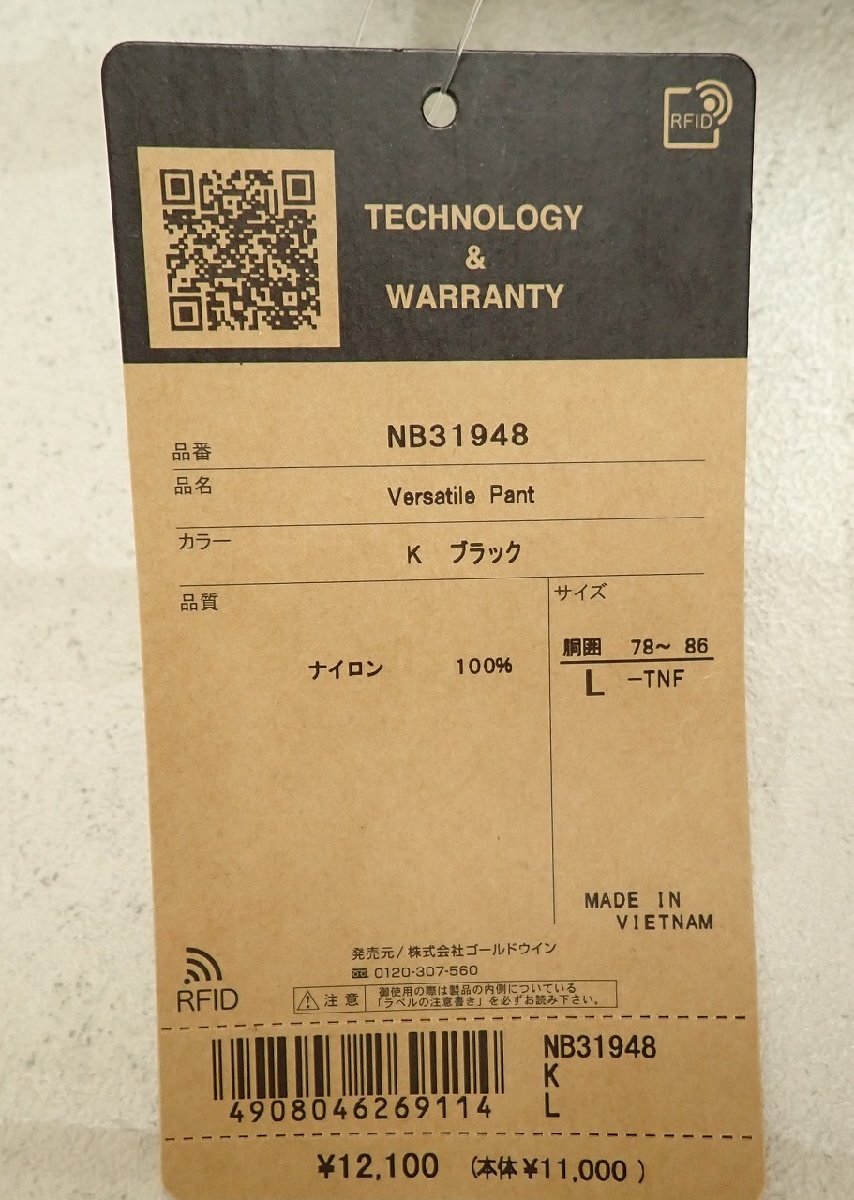 RFID
TECHNOLOGY
&
WARRANTY
品番 NB31948
品名 Versatile Pant
カラー K ブラック
品質
ナイロン 100%
サイズ
胴囲 78~ 86
L -TNF
MADE IN
VIETNAM
RFID
発売元/株式会社ゴールドウイン
0120-307-560
注意
御使用の際は製品の内側についている
「ラベルの注意書き」を必ずお読み下さい。
4908046269114
NB31948
K
L
¥12,100 (本体¥11,000)